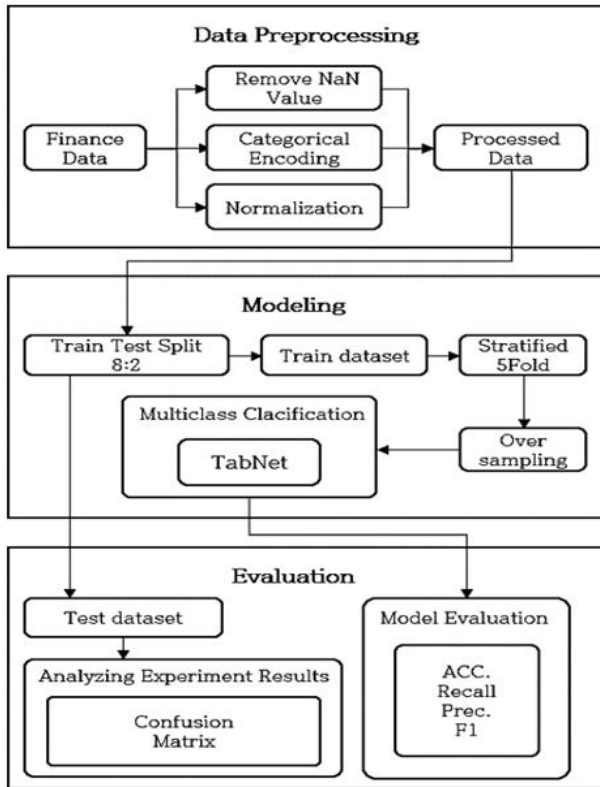 Data Preprocessing
Remove NaN
Value
Finance
Data
Categorical
Encoding
Processed
Data
Normalization
Modeling
Train Test Split
8:2
Train dataset
Stratified
5Fold
Multiclass Clacification
TabNet
Over
sampling
Evaluation
Test dataset
Model Evaluation
Analyzing Experiment Results
Confusion
Matrix
ACC.
Recall
Prec.
F1